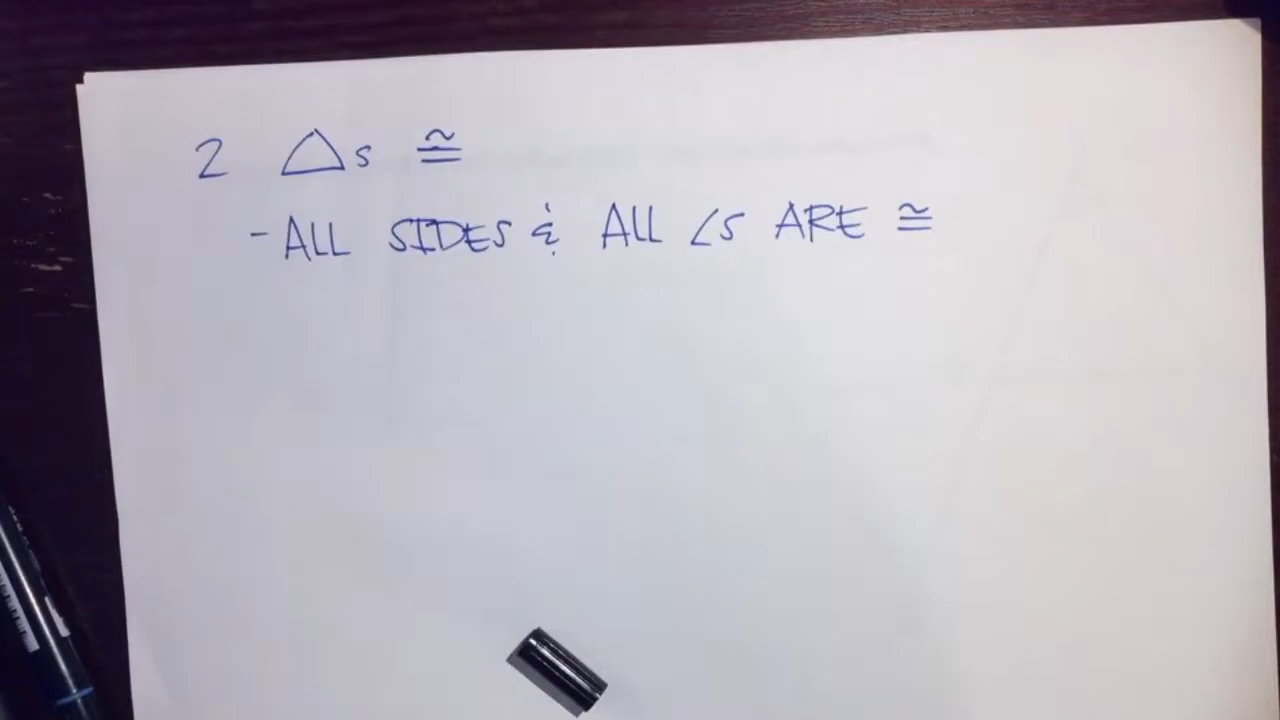 2 △s ≅
- ALL SIDES & ALL ∠S ARE ≅